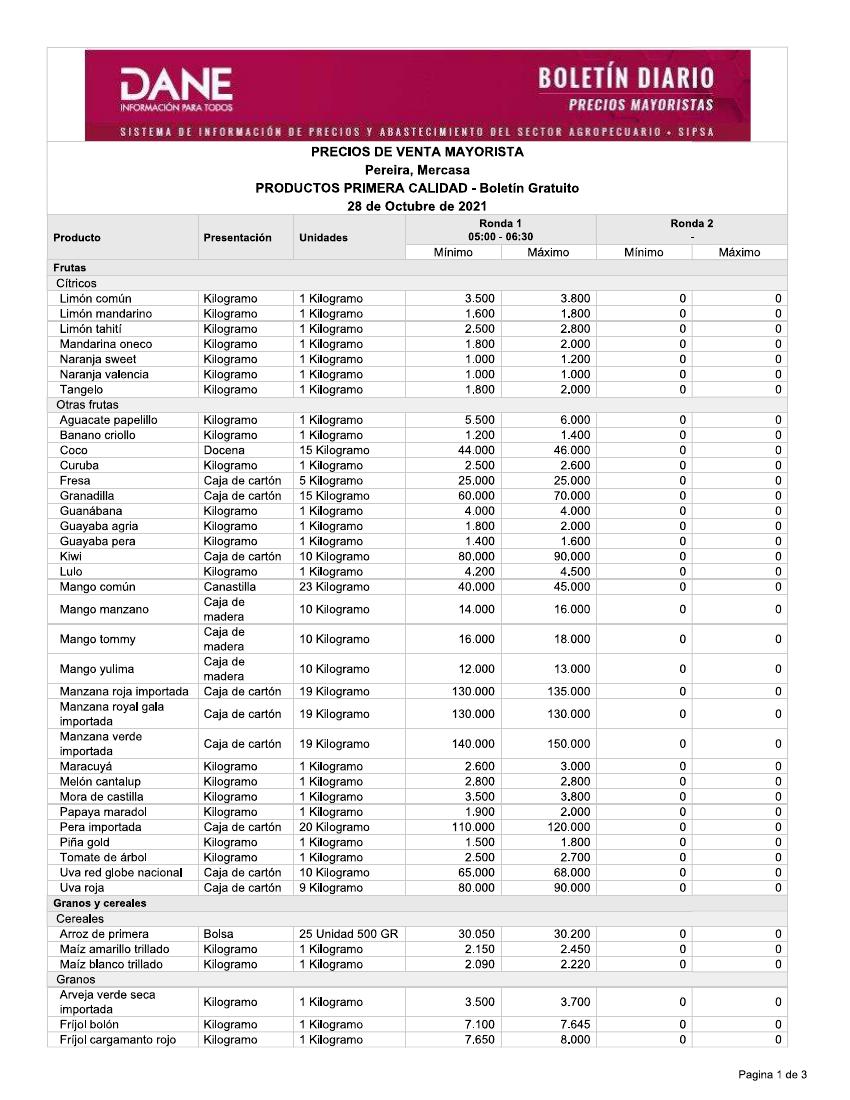 DANE
INFORMACIÓN PARA TODOS
BOLETÍN DIARIO
PRECIOS MAYORISTAS
SISTEMA DE INFORMACIÓN DE PRECIOS Y ABASTECIMIENTO DEL SECTOR AGROPECUARIO • SIPSA
PRECIOS DE VENTA MAYORISTA
Pereira, Mercasa
PRODUCTOS PRIMERA CALIDAD - Boletín Gratuito
28 de Octubre de 2021
Producto Presentación Unidades Ronda 1 Ronda 2
05:00 - 06:30 -
Mínimo Máximo Mínimo Máximo
Frutas
Cítricos
Limón común Kilogramo 1 Kilogramo 3.500 3.800 0 0
Limón mandarino Kilogramo 1 Kilogramo 1.600 1.800 0 0
Limón tahití Kilogramo 1 Kilogramo 2.500 2.800 0 0
Mandarina oneco Kilogramo 1 Kilogramo 1.800 2.000 0 0
Naranja sweet Kilogramo 1 Kilogramo 1.000 1.200 0 0
Naranja valencia Kilogramo 1 Kilogramo 1.000 1.000 0 0
Tangelo Kilogramo 1 Kilogramo 1.800 2.000 0 0
Otras frutas
Aguacate papelillo Kilogramo 1 Kilogramo 5.500 6.000 0 0
Banano criollo Kilogramo 1 Kilogramo 1.200 1.400 0 0
Coco Docena 15 Kilogramo 44.000 46.000 0 0
Curuba Kilogramo 1 Kilogramo 2.500 2.600 0 0
Fresa Caja de cartón 5 Kilogramo 25.000 25.000 0 0
Granadilla Caja de cartón 15 Kilogramo 60.000 70.000 0 0
Guanábana Kilogramo 1 Kilogramo 4.000 4.000 0 0
Guayaba agria Kilogramo 1 Kilogramo 1.800 2.000 0 0
Guayaba pera Kilogramo 1 Kilogramo 1.400 1.600 0 0
Kiwi Caja de cartón 10 Kilogramo 80.000 90.000 0 0
Lulo Kilogramo 1 Kilogramo 4.200 4.500 0 0
Mango común Canastilla 23 Kilogramo 40.000 45.000 0 0
Mango manzano Caja de madera 10 Kilogramo 14.000 16.000 0 0
Mango tommy Caja de madera 10 Kilogramo 16.000 18.000 0 0
Mango yulima Caja de madera 10 Kilogramo 12.000 13.000 0 0
Manzana roja importada Caja de cartón 19 Kilogramo 130.000 135.000 0 0
Manzana royal gala importada Caja de cartón 19 Kilogramo 130.000 130.000 0 0
Manzana verde importada Caja de cartón 19 Kilogramo 140.000 150.000 0 0
Maracuyá Kilogramo 1 Kilogramo 2.600 3.000 0 0
Melón cantalup Kilogramo 1 Kilogramo 2.800 2.800 0 0
Mora de castilla Kilogramo 1 Kilogramo 3.500 3.800 0 0
Papaya maradol Kilogramo 1 Kilogramo 1.900 2.000 0 0
Pera importada Caja de cartón 20 Kilogramo 110.000 120.000 0 0
Piña gold Kilogramo 1 Kilogramo 1.500 1.800 0 0
Tomate de árbol Kilogramo 1 Kilogramo 2.500 2.700 0 0
Uva red globe nacional Caja de cartón 10 Kilogramo 65.000 68.000 0 0
Uva roja Caja de cartón 9 Kilogramo 80.000 90.000 0 0
Granos y cereales
Cereales
Arroz de primera Bolsa 25 Unidad 500 GR 30.050 30.200 0 0
Maíz amarillo trillado Kilogramo 1 Kilogramo 2.150 2.450 0 0
Maíz blanco trillado Kilogramo 1 Kilogramo 2.090 2.220 0 0
Granos
Arveja verde seca importada Kilogramo 1 Kilogramo 3.500 3.700 0 0
Fríjol bolón Kilogramo 1 Kilogramo 7.100 7.645 0 0
Fríjol cargamanto rojo Kilogramo 1 Kilogramo 7.650 8.000 0 0
Pagina 1 de 3